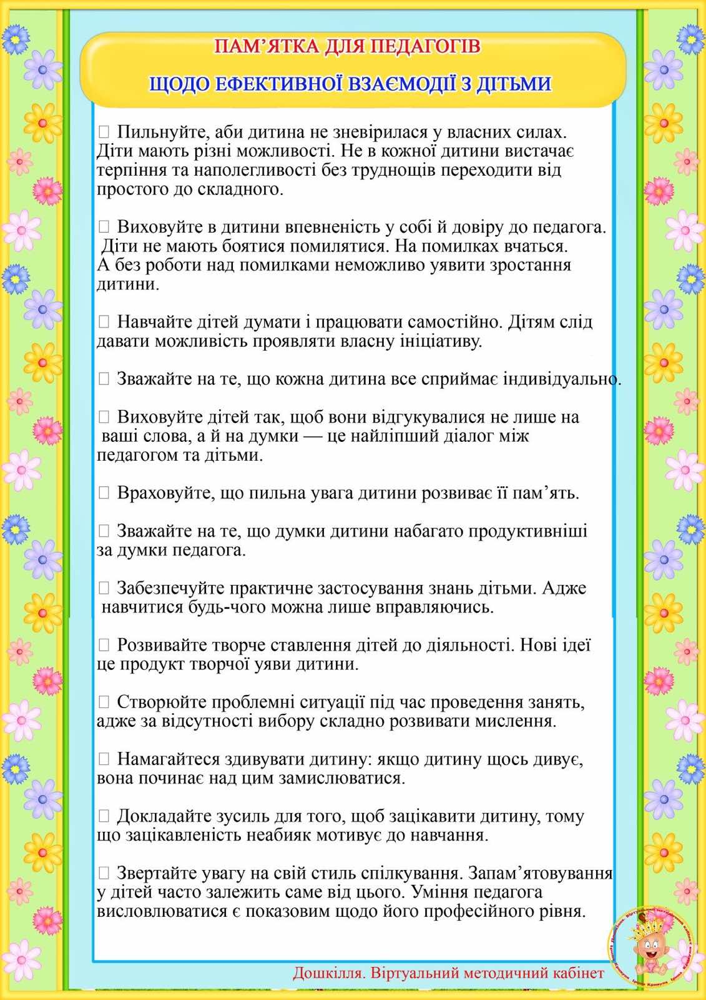 ПАМ’ЯТКА ДЛЯ ПЕДАГОГІВ
ЩОДО ЕФЕКТИВНОЇ ВЗАЄМОДІЇ З ДІТЬМИ
Пильнуйте, аби дитина не зневірилася у власних силах.
Діти мають різні можливості. Не в кожної дитини вистачає
терпіння та наполегливості без труднощів переходити від
простого до складного.
Виховуйте в дитини впевненість у собі й довіру до педагога.
Діти не мають боятися помилятися. На помилках вчаться.
А без роботи над помилками неможливо уявити зростання
дитини.
Навчайте дітей думати і працювати самостійно. Дітям слід
давати можливість проявляти власну ініціативу.
Зважайте на те, що кожна дитина все сприймає індивідуально.
Виховуйте дітей так, щоб вони відгукувалися не лише на
ваші слова, а й на думки — це найліпший діалог між
педагогом та дітьми.
Враховуйте, що пильна увага дитини розвиває її пам’ять.
Зважайте на те, що думки дитини набагато продуктивніші
за думки педагога.
Забезпечуйте практичне застосування знань дітьми. Адже
навчитися будь-чого можна лише вправляючись.
Розвивайте творче ставлення дітей до діяльності. Нові ідеї
це продукт творчої уяви дитини.
Створюйте проблемні ситуації під час проведення занять,
адже за відсутності вибору складно розвивати мислення.
Намагайтеся здивувати дитину: якщо дитину щось дивує,
вона починає над цим замислюватися.
Докладайте зусиль для того, щоб зацікавити дитину, тому
що зацікавленість неабияк мотивує до навчання.
Звертайте увагу на свій стиль спілкування. Запам’ятовування
у дітей часто залежить саме від цього. Уміння педагога
висловлюватися є показовим щодо його професійного рівня.
Дошкілля. Віртуальний методичний кабінет
Дошкілля. Віртуальний методичний кабінет
Ірина Кривуля